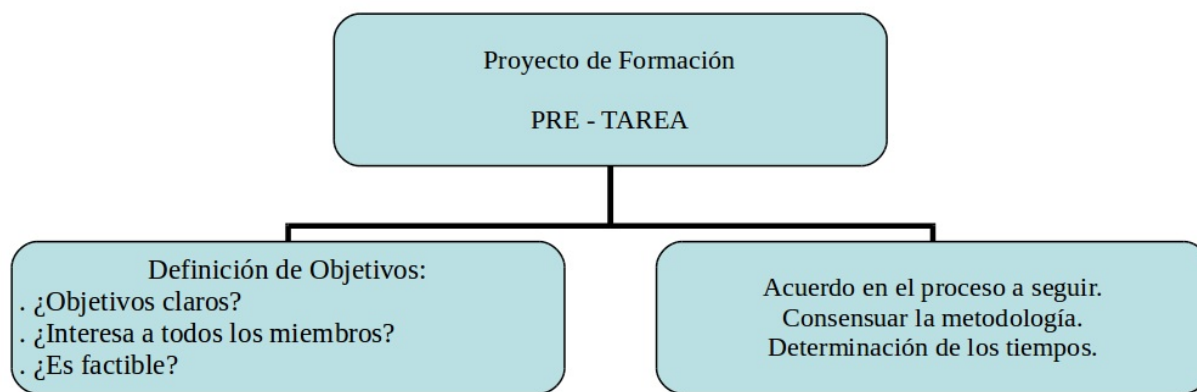 Proyecto de Formación
PRE - TAREA
Definición de Objetivos:
. ¿Objetivos claros?
. ¿Interesa a todos los miembros?
. ¿Es factible?
Acuerdo en el proceso a seguir.
Consensuar la metodología.
Determinación de los tiempos.